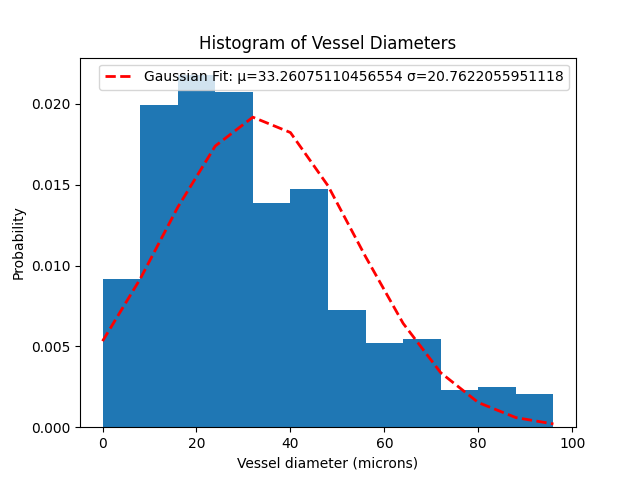 Histogram of Vessel Diameters
Gaussian Fit: μ=33.26075110456554 σ=20.7622055951118
0.020
0.015
0.010
0.005
0.000
Probability
0 20 40 60 80 100
Vessel diameter (microns)